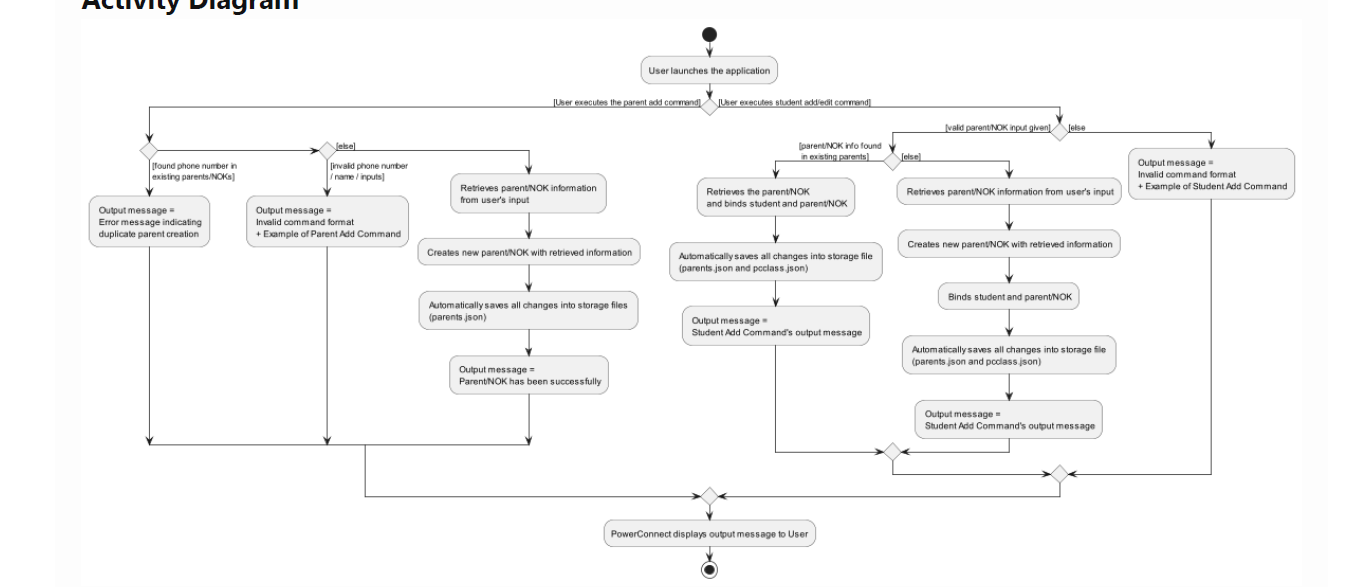 Activity Diagram
User launches the application
[User executes the parent add command]
[User executes student add/edit command]
[found phone number in
existing parents/NOKs]
Output message =
Error message indicating
duplicate parent creation
[else]
[invalid phone number
/ name / inputs]
Output message =
Invalid command format
+ Example of Parent Add Command
Retrieves parent/NOK information
from user's input
Creates new parent/NOK with retrieved information
Automatically saves all changes into storage files
(parents.json)
Output message =
Parent/NOK has been successfully
[valid parent/NOK input given]
[else
[parent/NOK info found
in existing parents]
[else]
Retrieves the parent/NOK
and binds student and parent/NOK
Automatically saves all changes into storage file
(parents.json and pcclass.json)
Output message =
Student Add Command's output message
Retrieves parent/NOK information from user's input
Creates new parent/NOK with retrieved information
Binds student and parent/NOK
Automatically saves all changes into storage file
(parents.json and pcclass.json)
Output message =
Student Add Command's output message
Output message =
Invalid command format
+ Example of Student Add Command
PowerConnect displays output message to User